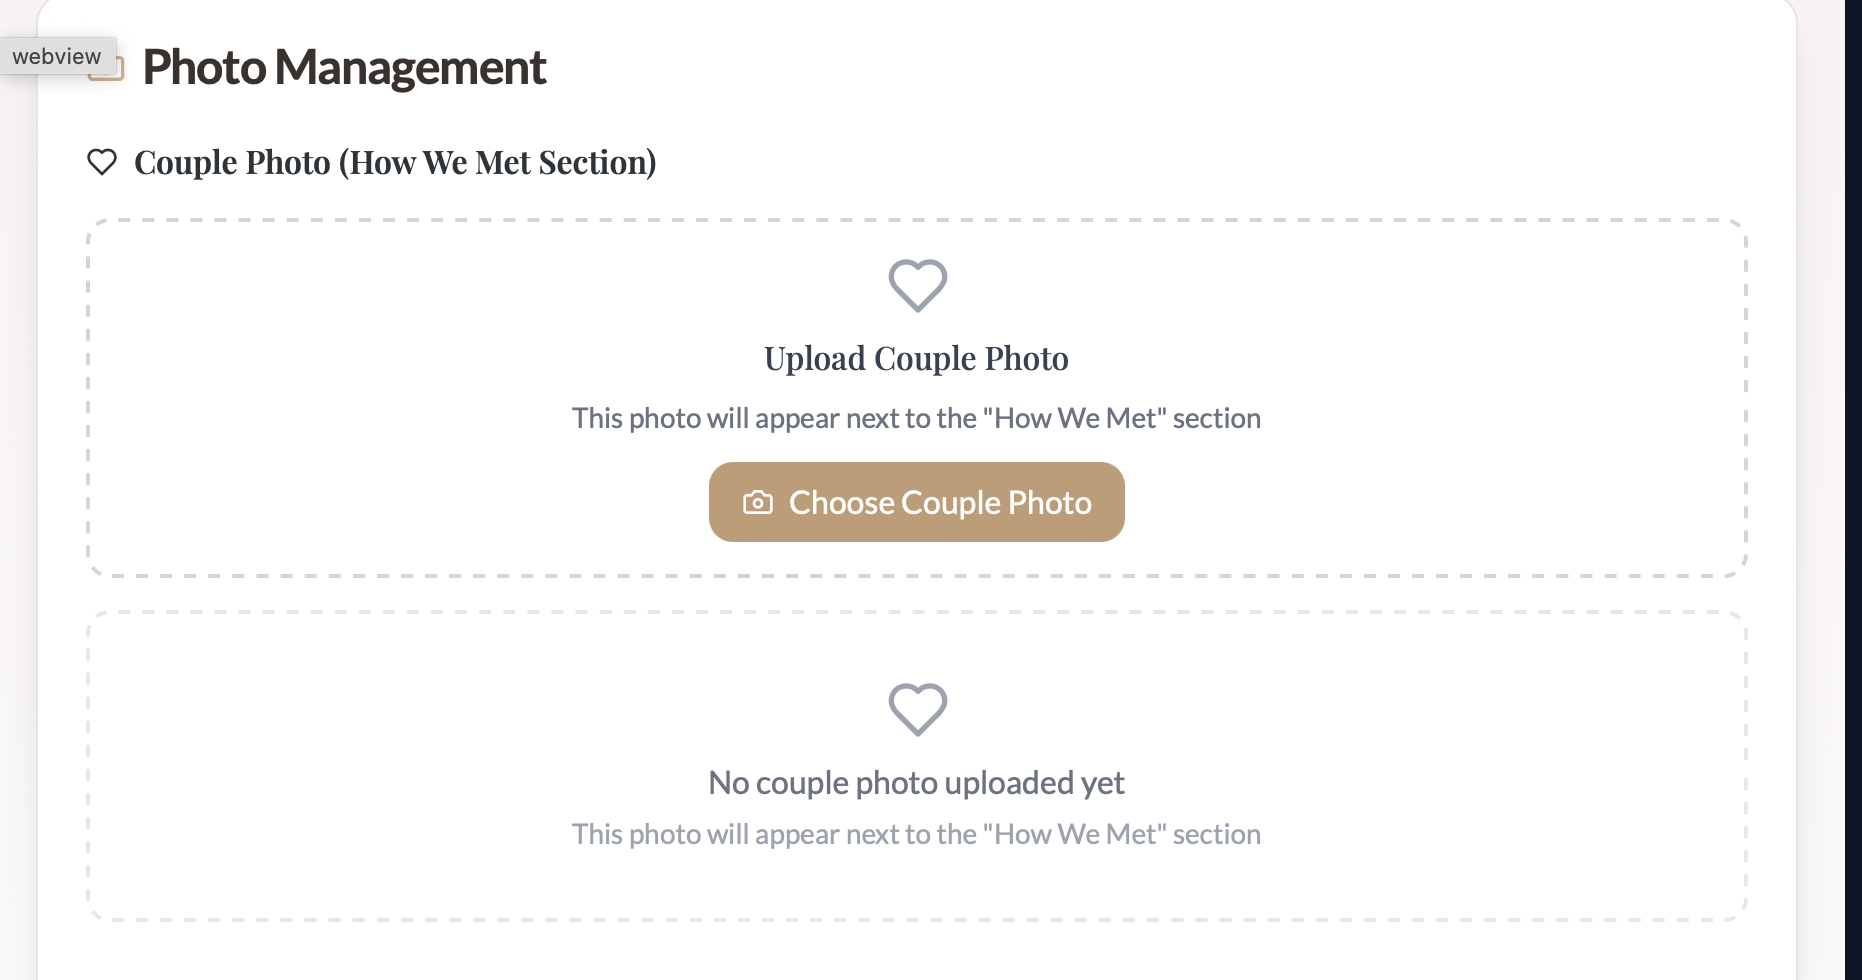 webview
Photo Management
Couple Photo (How We Met Section)
Upload Couple Photo
This photo will appear next to the "How We Met" section
Choose Couple Photo
No couple photo uploaded yet
This photo will appear next to the "How We Met" section